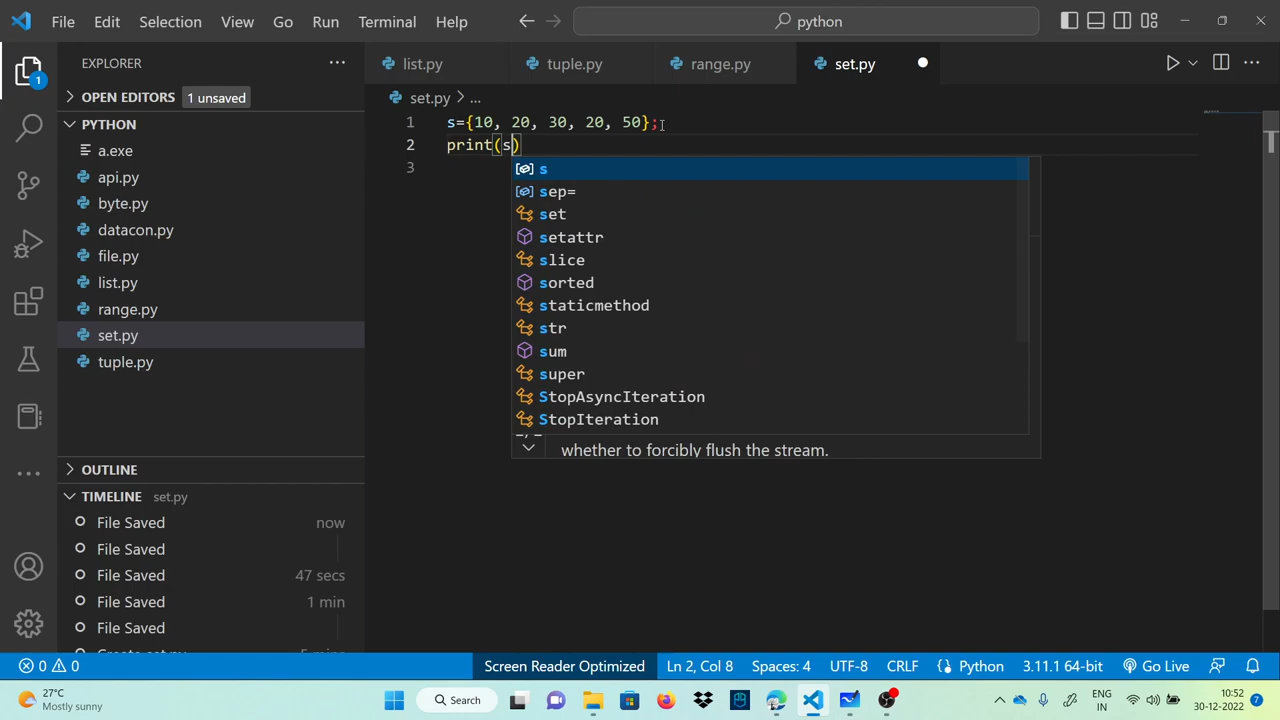 File Edit Selection View Go Run Terminal Help
python
EXPLORER
list.py
tuple.py
range.py
set.py
OPEN EDITORS
1 unsaved
PYTHON
a.exe
api.py
byte.py
datacon.py
file.py
list.py
range.py
set.py
tuple.py
OUTLINE
TIMELINE set.py
File Saved now
File Saved
File Saved 47 secs
File Saved 1 min
File Saved
set.py > ...
1 s={10, 20, 30, 20, 50};
2 print(s)
3
s
sep=
set
setattr
slice
sorted
staticmethod
str
sum
super
StopAsyncIteration
StopIteration
whether to forcibly flush the stream.
0 0
Screen Reader Optimized
Ln 2, Col 8
Spaces: 4
UTF-8
CRLF
Python
3.11.1 64-bit
Go Live
27°C
Mostly sunny
Search
ENG
IN
10:52
30-12-2022
7
1